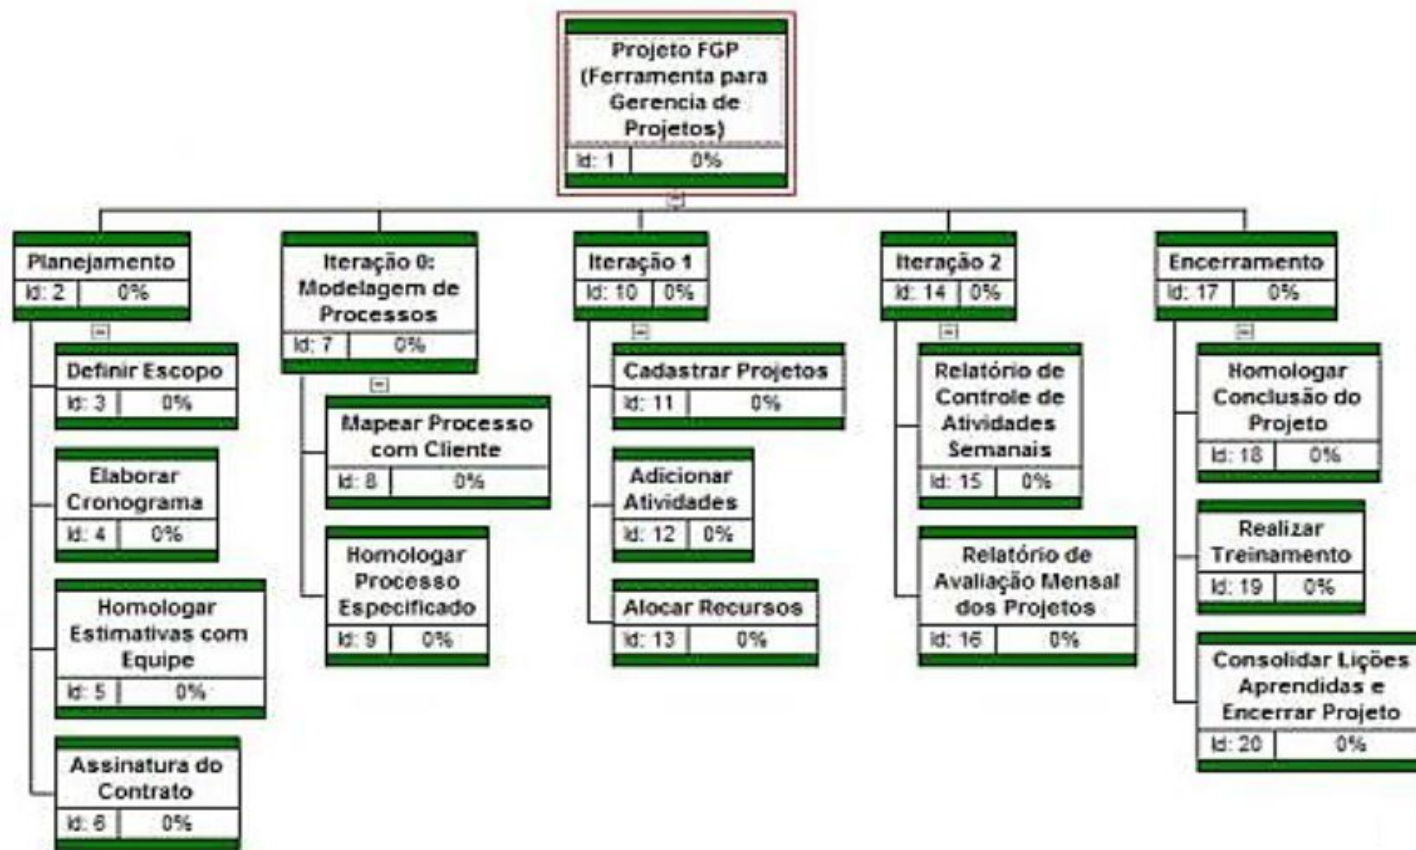 Projeto FGP
(Ferramenta para
Gerencia de
Projetos)
Id: 1 0%
Planejamento
Id: 2 0%
Definir Escopo
Id: 3 0%
Elaborar
Cronograma
Id: 4 0%
Homologar
Estimativas com
Equipe
Id: 5 0%
Assinatura do
Contrato
Id: 6 0%
Iteração 0:
Modelagem de
Processos
Id: 7 0%
Mapear Processo
com Cliente
Id: 8 0%
Homologar
Processo
Especificado
Id: 9 0%
Iteração 1
Id: 10 0%
Cadastrar Projetos
Id: 11 0%
Adicionar
Atividades
Id: 12 0%
Alocar Recursos
Id: 13 0%
Iteração 2
Id: 14 0%
Relatório de
Controle de
Atividades
Semanais
Id: 15 0%
Relatório de
Avaliação Mensal
dos Projetos
Id: 16 0%
Encerramento
Id: 17 0%
Homologar
Conclusão do
Projeto
Id: 18 0%
Realizar
Treinamento
Id: 19 0%
Consolidar Lições
Aprendidas e
Encerrar Projeto
Id: 20 0%